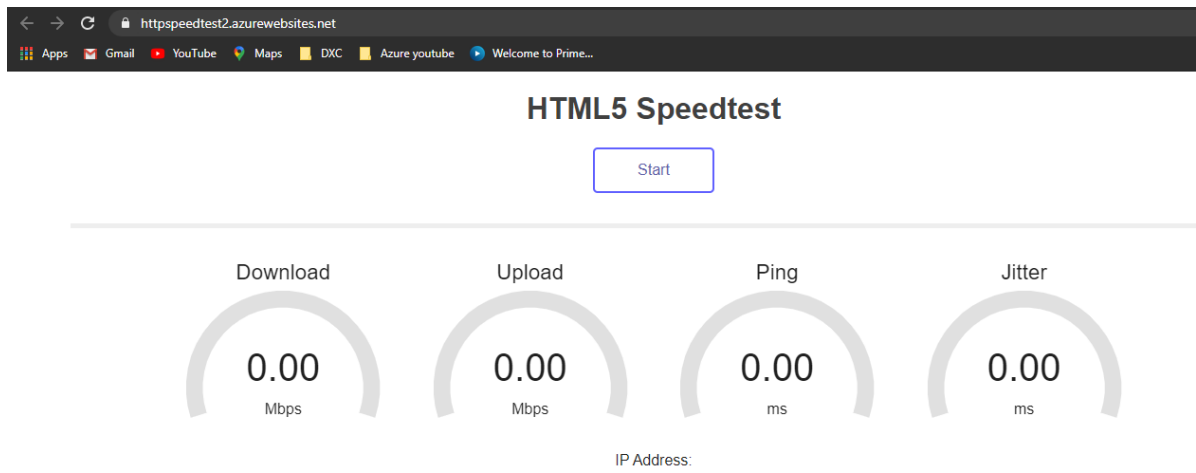 httpspeedtest2.azurewebsites.net
Apps Gmail YouTube Maps DXC Azure youtube Welcome to Prime...
HTML5 Speedtest
Start
Download Upload Ping Jitter
0.00 0.00 0.00 0.00
Mbps Mbps ms ms
IP Address: